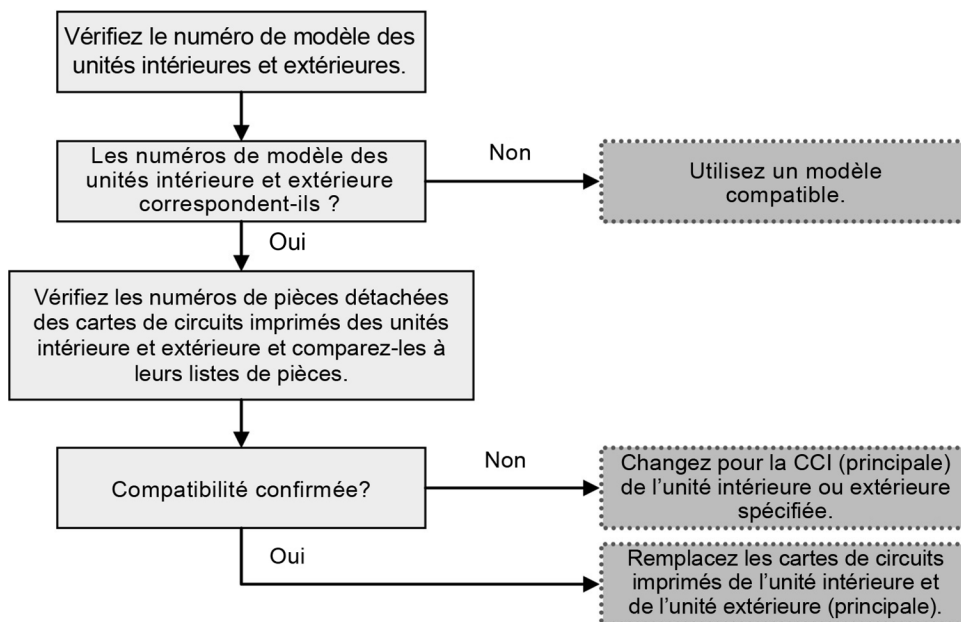 Vérifiez le numéro de modèle des
unités intérieures et extérieures.
Les numéros de modèle des
unités intérieure et extérieure
correspondent-ils ?
Non
Utilisez un modèle
compatible.
Oui
Vérifiez les numéros de pièces détachées
des cartes de circuits imprimés des unités
intérieure et extérieure et comparez-les à
leurs listes de pièces.
Compatibilité confirmée?
Non
Changez pour la CCI (principale)
de l’unité intérieure ou extérieure
spécifiée.
Oui
Remplacez les cartes de circuits
imprimés de l’unité intérieure et
de l’unité extérieure (principale).